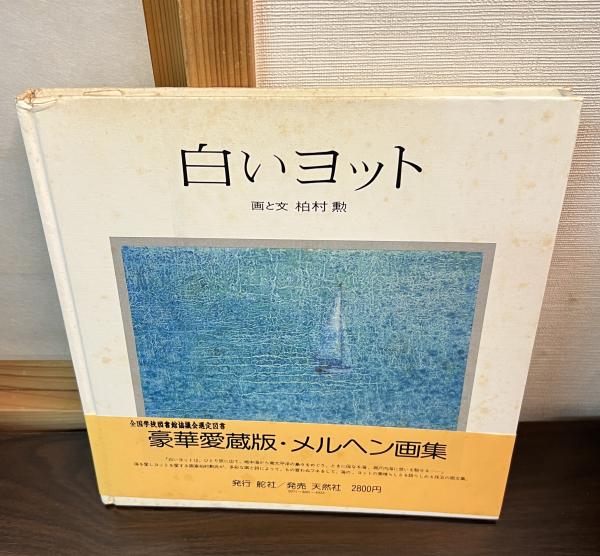 白いヨット
画と文 柏村 勲
全国学校図書館協議会選定図書
豪華愛蔵版・メルヘン画集
発行 舵社/発売 天然社 2800円